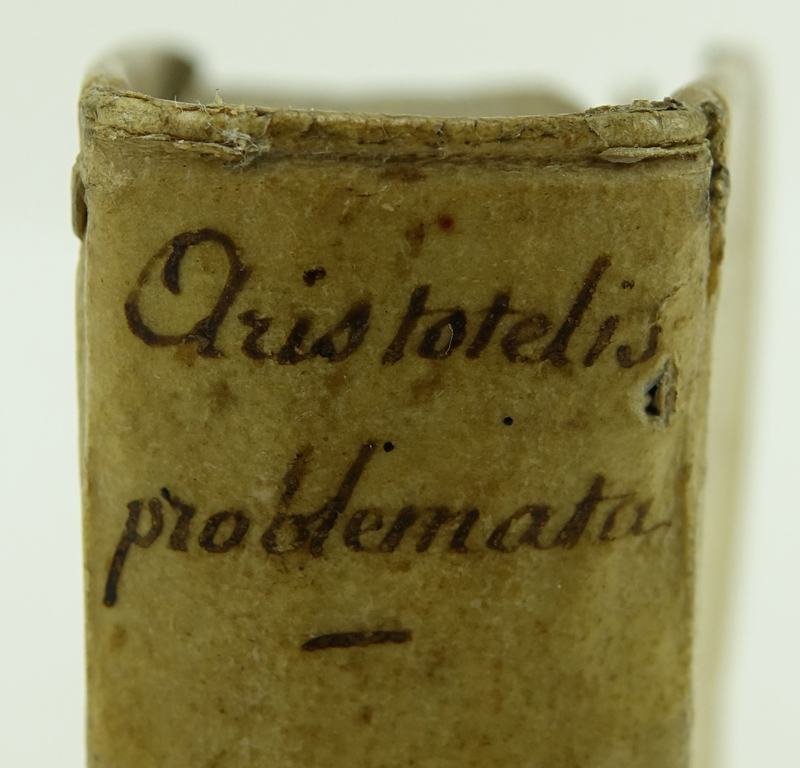 Aristotelis
problemata
—